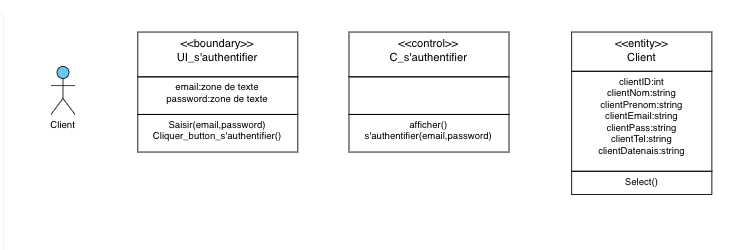 Client
<<boundary>>
UI_s'authentifier
email:zone de texte
password:zone de texte
Saisir(email,password)
Cliquer_button_s'authentifier()
<<control>>
C_s'authentifier
afficher()
s'authentifier(email,password)
<<entity>>
Client
clientID:int
clientNom:string
clientPrenom:string
clientEmail:string
clientPass:string
clientTel:string
clientDatenais:string
Select()